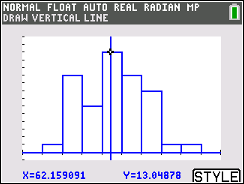 NORMAL FLOAT AUTO REAL RADIAN MP
DRAW VERTICAL LINE
X=62.159091 Y=13.04878 STYLE